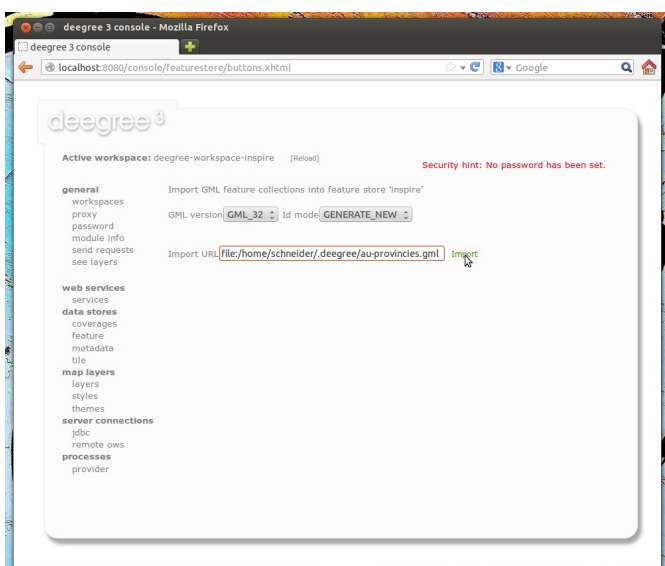 deegree 3 console - Mozilla Firefox
deegree 3 console
localhost:8080/console/featurestore/buttons.xhtml
Google
deegree 3
Active workspace: deegree-workspace-inspire [Reload]
Security hint: No password has been set.
general
workspaces
proxy
password
module info
send requests
see layers
web services
services
data stores
coverages
feature
metadata
tile
map layers
layers
styles
themes
server connections
jdbc
remote ows
processes
provider
Import GML feature collections into feature store 'inspire'
GML version GML_32 Id mode GENERATE_NEW
Import URL file:/home/schneider/.deegree/au-provincies.gml Import